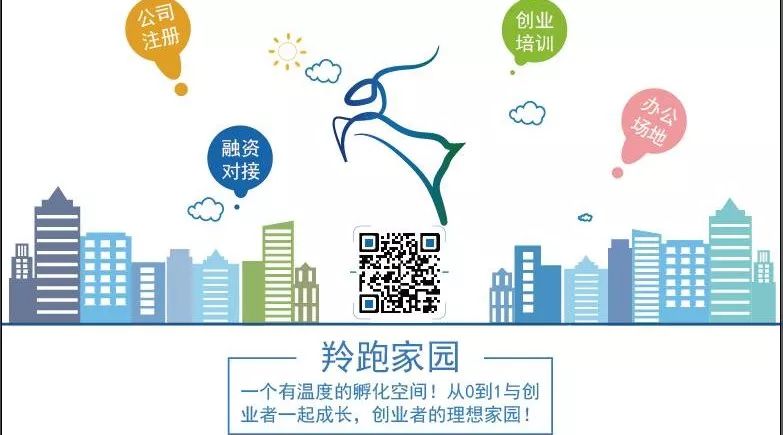 公司
注册
创业
培训
办公
场地
融资
对接
羚跑家园
一个有温度的孵化空间！从0到1与创
业者一起成长，创业者的理想家园！